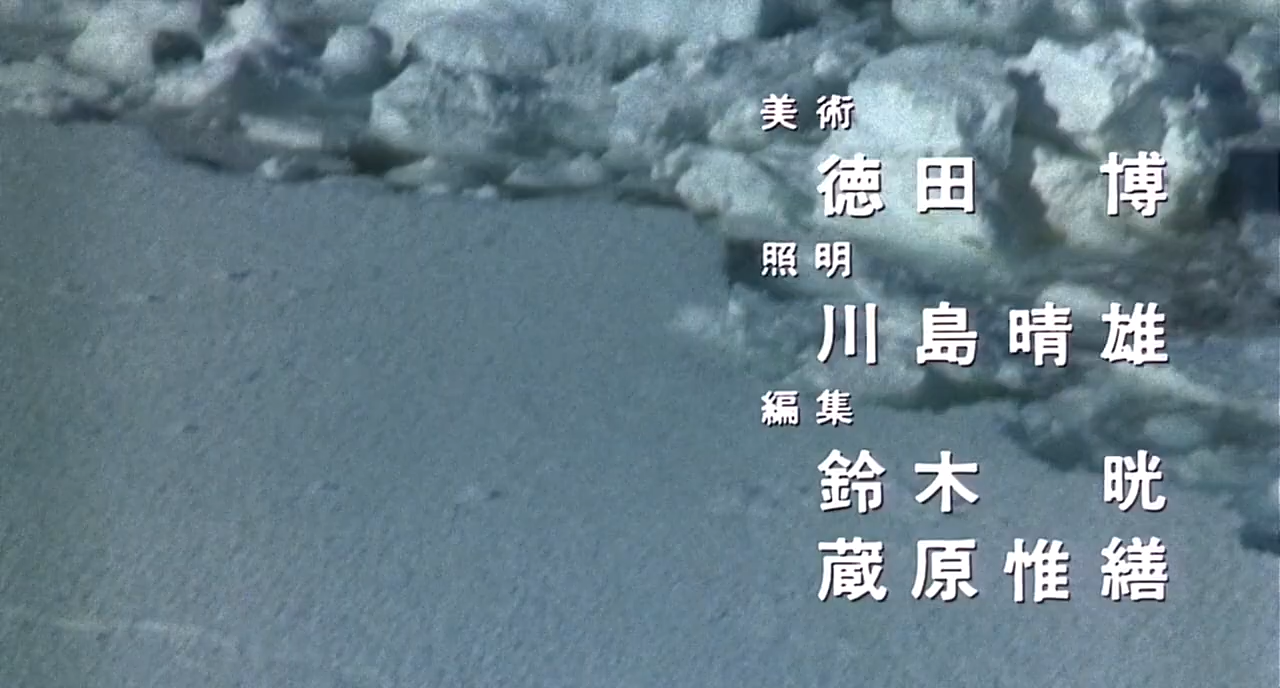 美術
徳田 博
照明
川島晴雄
編集
鈴木 晄
蔵原惟繕